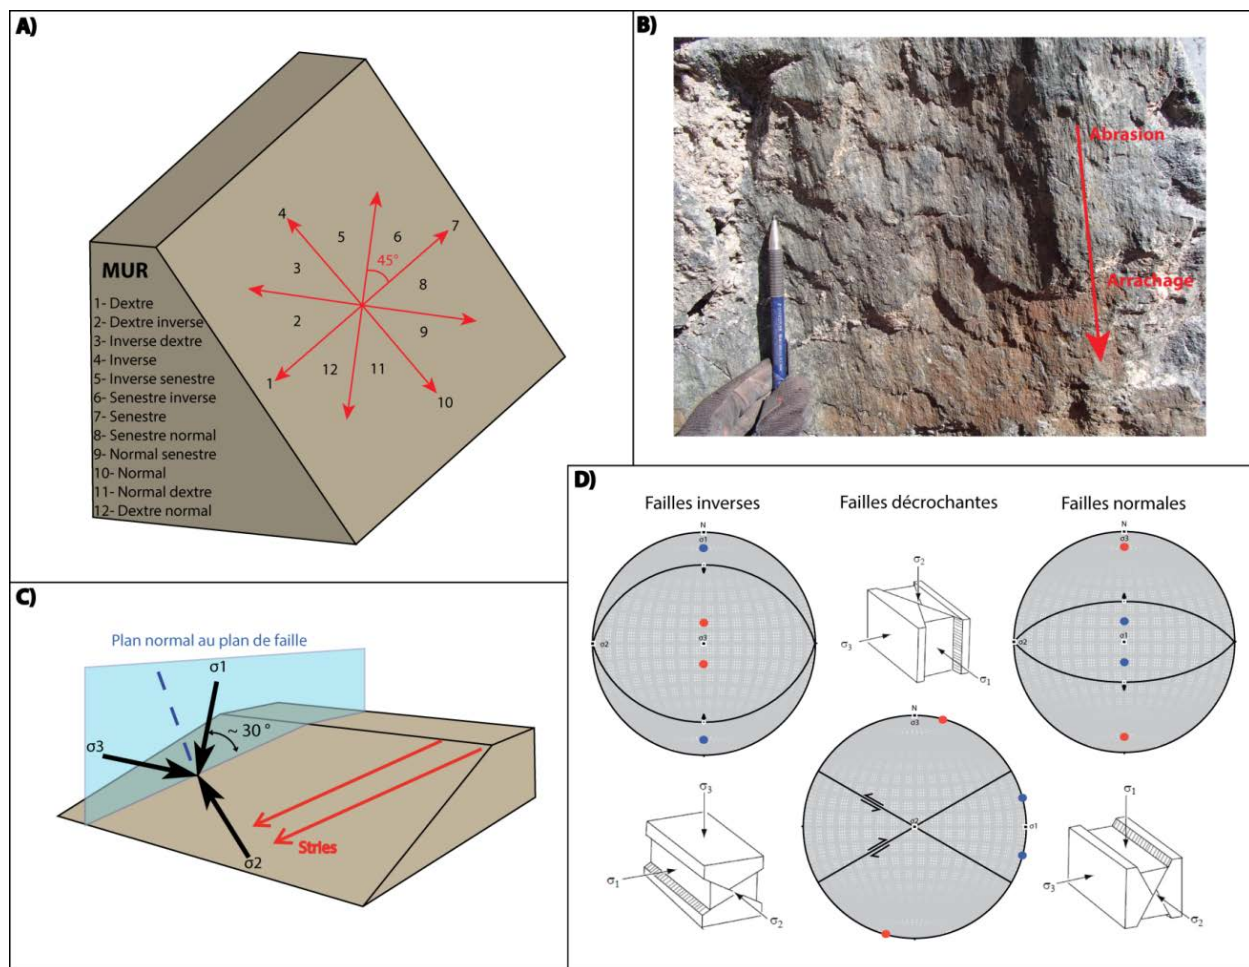 A)
4
5
6
7
45°
3
8
2
9
1
12
11
10
MUR
1- Dextre
2- Dextre inverse
3- Inverse dextre
4- Inverse
5- Inverse senestre
6- Senestre inverse
7- Senestre
8- Senestre normal
9- Normal senestre
10- Normal
11- Normal dextre
12- Dextre normal
B)
Abrasion
Arrachage
C)
Plan normal au plan de faille
σ1
~ 30 °
σ3
σ2
Stries
D)
Failles inverses
Failles décrochantes
Failles normales
N
σ1
σ2
σ3
σ2
σ3
σ1
N
σ3
σ2
σ1
σ3
σ1
σ2
N
σ3
σ2
σ1
σ1
σ3
σ2